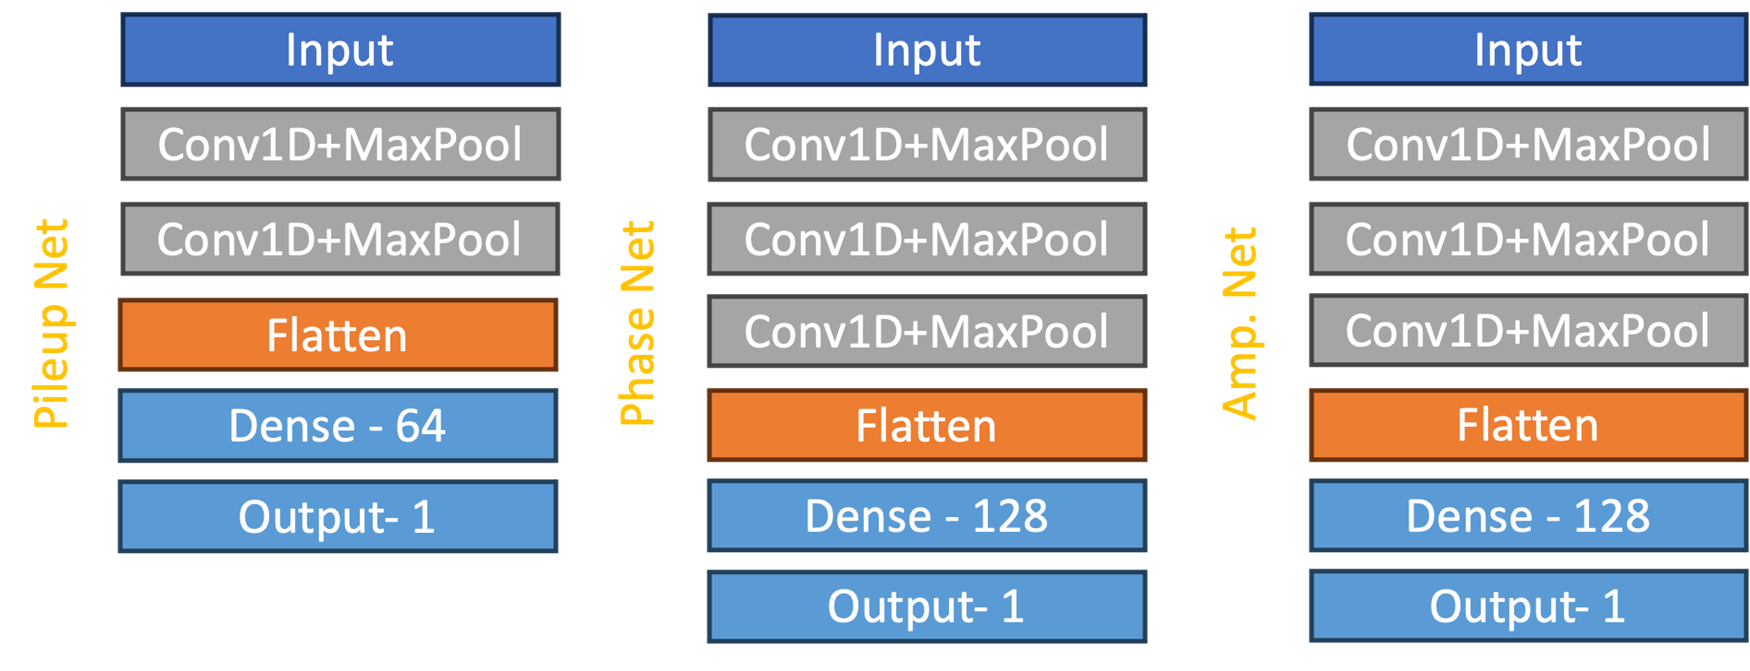 Pileup Net
Input
Conv1D+MaxPool
Conv1D+MaxPool
Flatten
Dense - 64
Output- 1
Phase Net
Input
Conv1D+MaxPool
Conv1D+MaxPool
Conv1D+MaxPool
Flatten
Dense - 128
Output- 1
Amp. Net
Input
Conv1D+MaxPool
Conv1D+MaxPool
Conv1D+MaxPool
Flatten
Dense - 128
Output- 1